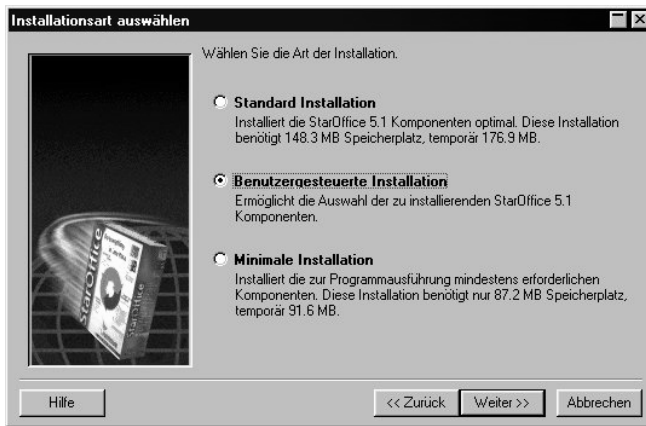 Installationsart auswählen
Wählen Sie die Art der Installation.
Standard Installation
Installiert die StarOffice 5.1 Komponenten optimal. Diese Installation
benötigt 148.3 MB Speicherplatz, temporär 176.9 MB.
Benutzergesteuerte Installation
Ermöglicht die Auswahl der zu installierenden StarOffice 5.1
Komponenten.
Minimale Installation
Installiert die zur Programmausführung mindestens erforderlichen
Komponenten. Diese Installation benötigt nur 87.2 MB Speicherplatz,
temporär 91.6 MB.
StarOffice
StarOffice
Hilfe
<< Zurück
Weiter >>
Abbrechen